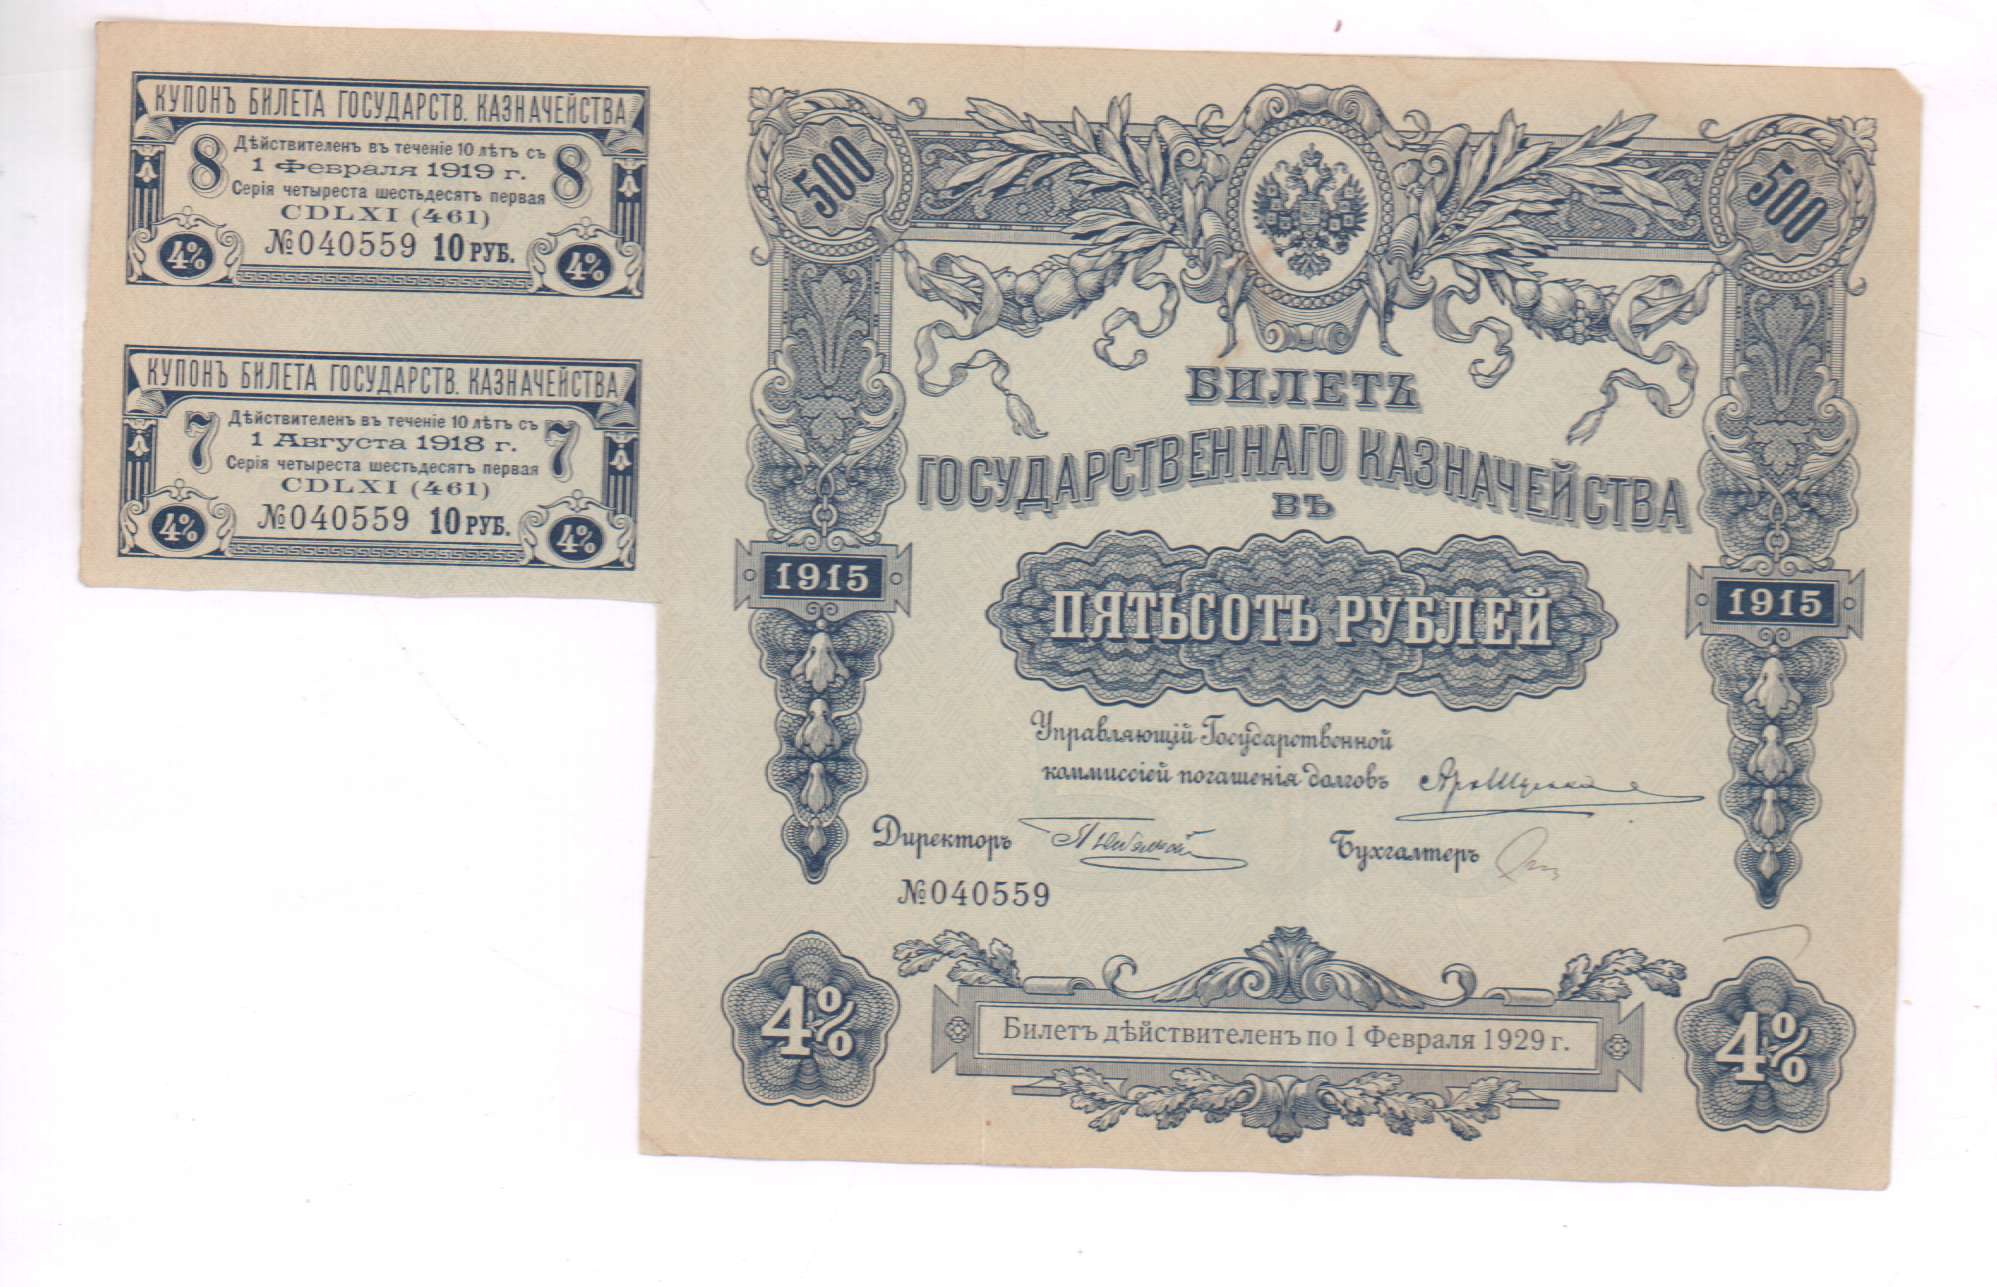 КУПОНЪ БИЛЕТА ГОСУДАРСТВ. КАЗНАЧЕЙСТВА
8 Дѣйствителенъ въ теченіе 10 лѣтъ съ 8
1 Февраля 1919 г.
Серія четыреста шестьдесятъ первая
CDLXI (461)
№040559 10 РУБ.
4% 4%
КУПОНЪ БИЛЕТА ГОСУДАРСТВ. КАЗНАЧЕЙСТВА
7 Дѣйствителенъ въ теченіе 10 лѣтъ съ 7
1 Августа 1918 г.
Серія четыреста шестьдесятъ первая
CDLXI (461)
№040559 10 РУБ.
4% 4%
500 500
БИЛЕТЪ
ГОСУДАРСТВЕННАГО КАЗНАЧЕЙСТВА
ВЪ
1915 1915
ПЯТЬСОТЪ РУБЛЕЙ
Управляющій Государственной
коммиссіей погашенія долговъ
Директоръ Бухгалтеръ
№040559
4% 4%
Билетъ дѣйствителенъ по 1 Февраля 1929 г.